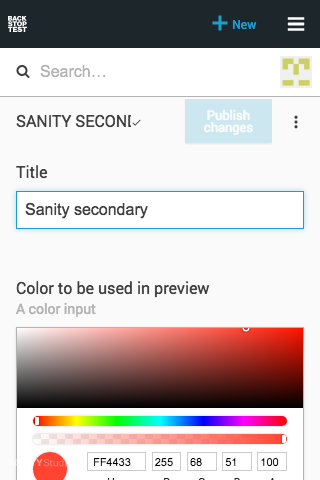 BACK
STOP
TEST
New
Search…
SANITY SECOND
Publish
changes
Title
Sanity secondary
Color to be used in preview
A color input
FF4433 255 68 51 100